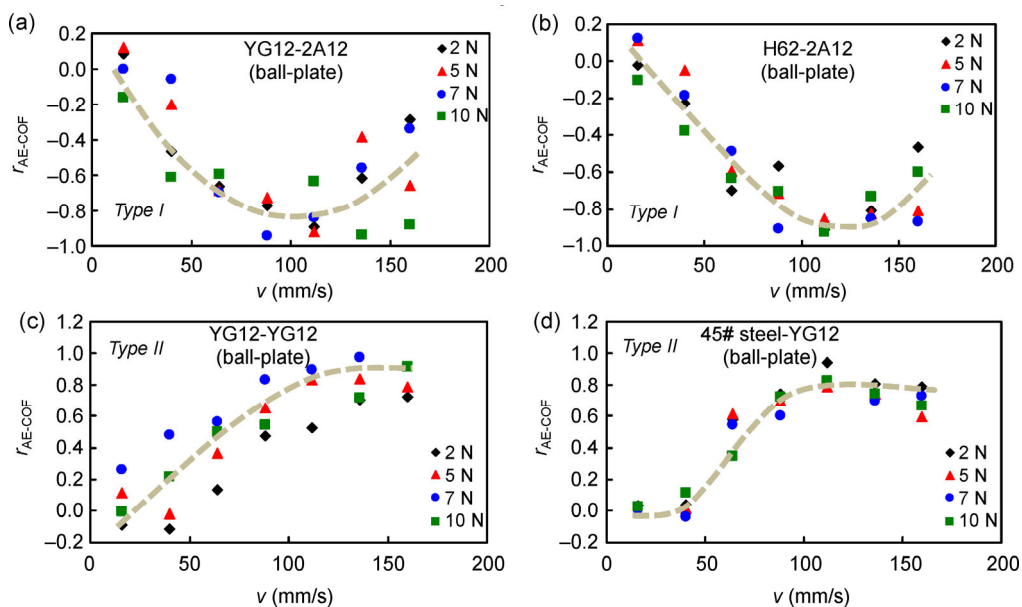 (a)
YG12-2A12
(ball-plate)
2 N
5 N
7 N
10 N
Type I
0.2
0.0
−0.2
−0.4
−0.6
−0.8
−1.0
0
50
100
150
200
rAE-COF
v (mm/s)
(b)
H62-2A12
(ball-plate)
2 N
5 N
7 N
10 N
Type I
0.2
0.0
−0.2
−0.4
−0.6
−0.8
−1.0
0
50
100
150
200
rAE-COF
v (mm/s)
(c)
YG12-YG12
(ball-plate)
Type II
2 N
5 N
7 N
10 N
1.2
1.0
0.8
0.6
0.4
0.2
0.0
−0.2
0
50
100
150
200
rAE-COF
v (mm/s)
(d)
45# steel-YG12
(ball-plate)
Type II
2 N
5 N
7 N
10 N
1.2
1.0
0.8
0.6
0.4
0.2
0.0
−0.2
0
50
100
150
200
rAE-COF
v (mm/s)